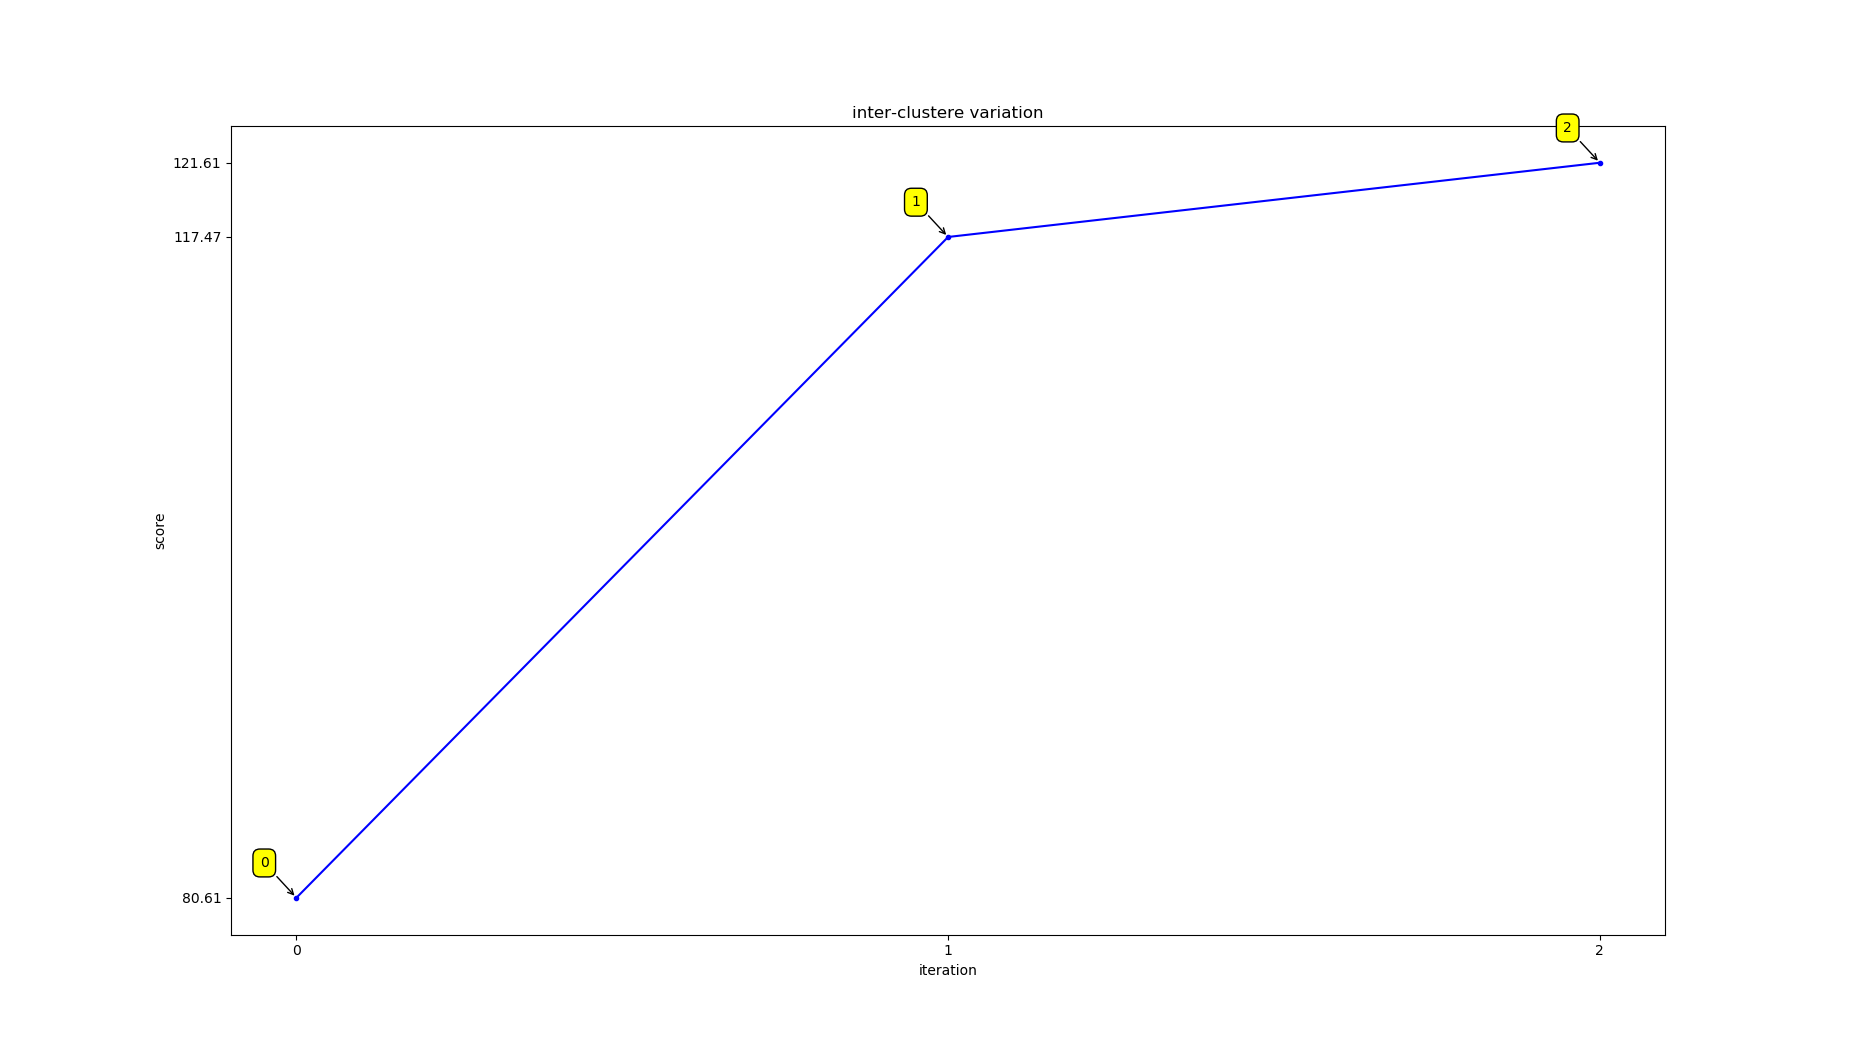 inter-clustere variation
2
121.61
1
117.47
score
0
80.61
0 1 2
iteration